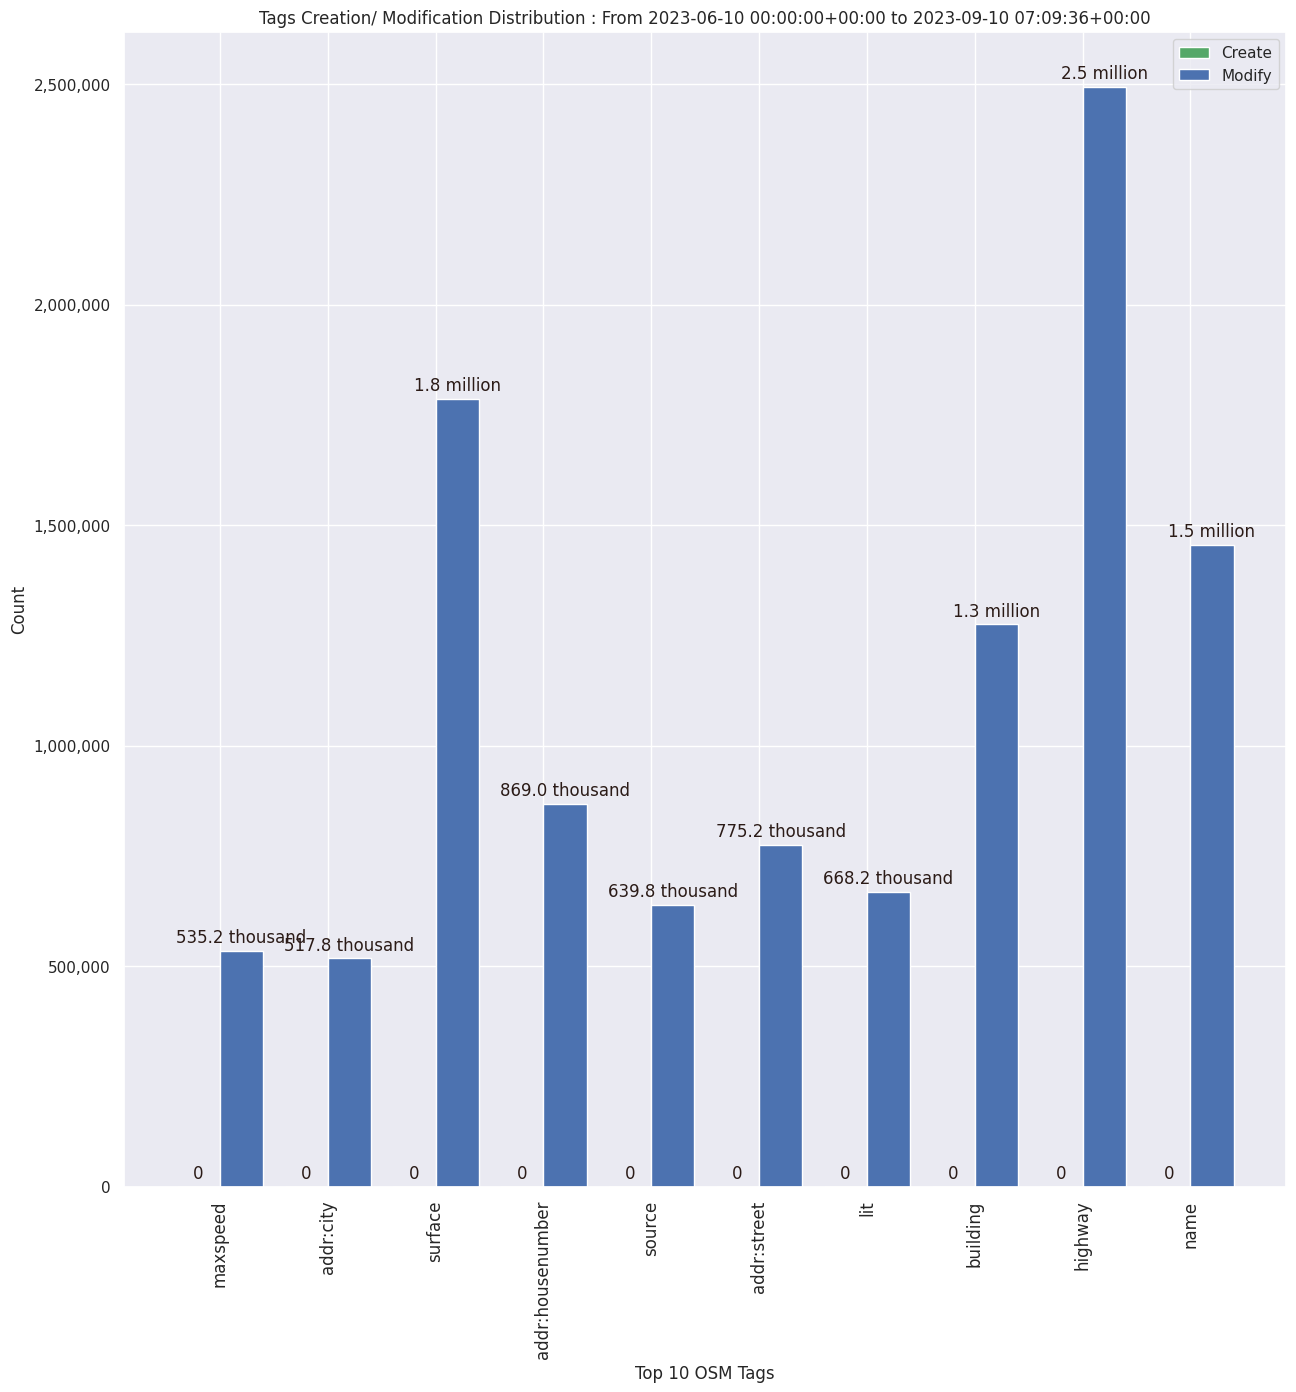 Tags Creation/ Modification Distribution : From 2023-06-10 00:00:00+00:00 to 2023-09-10 07:09:36+00:00
Create
Modify
2.5 million
2,500,000
2,000,000
1.8 million
1,500,000
1.5 million
1.3 million
Count
1,000,000
869.0 thousand
775.2 thousand
668.2 thousand
639.8 thousand
535.2 thousand
517.8 thousand
500,000
0 0 0 0 0 0 0 0 0 0
0
maxspeed
addr:city
surface
addr:housenumber
source
addr:street
lit
building
highway
name
Top 10 OSM Tags